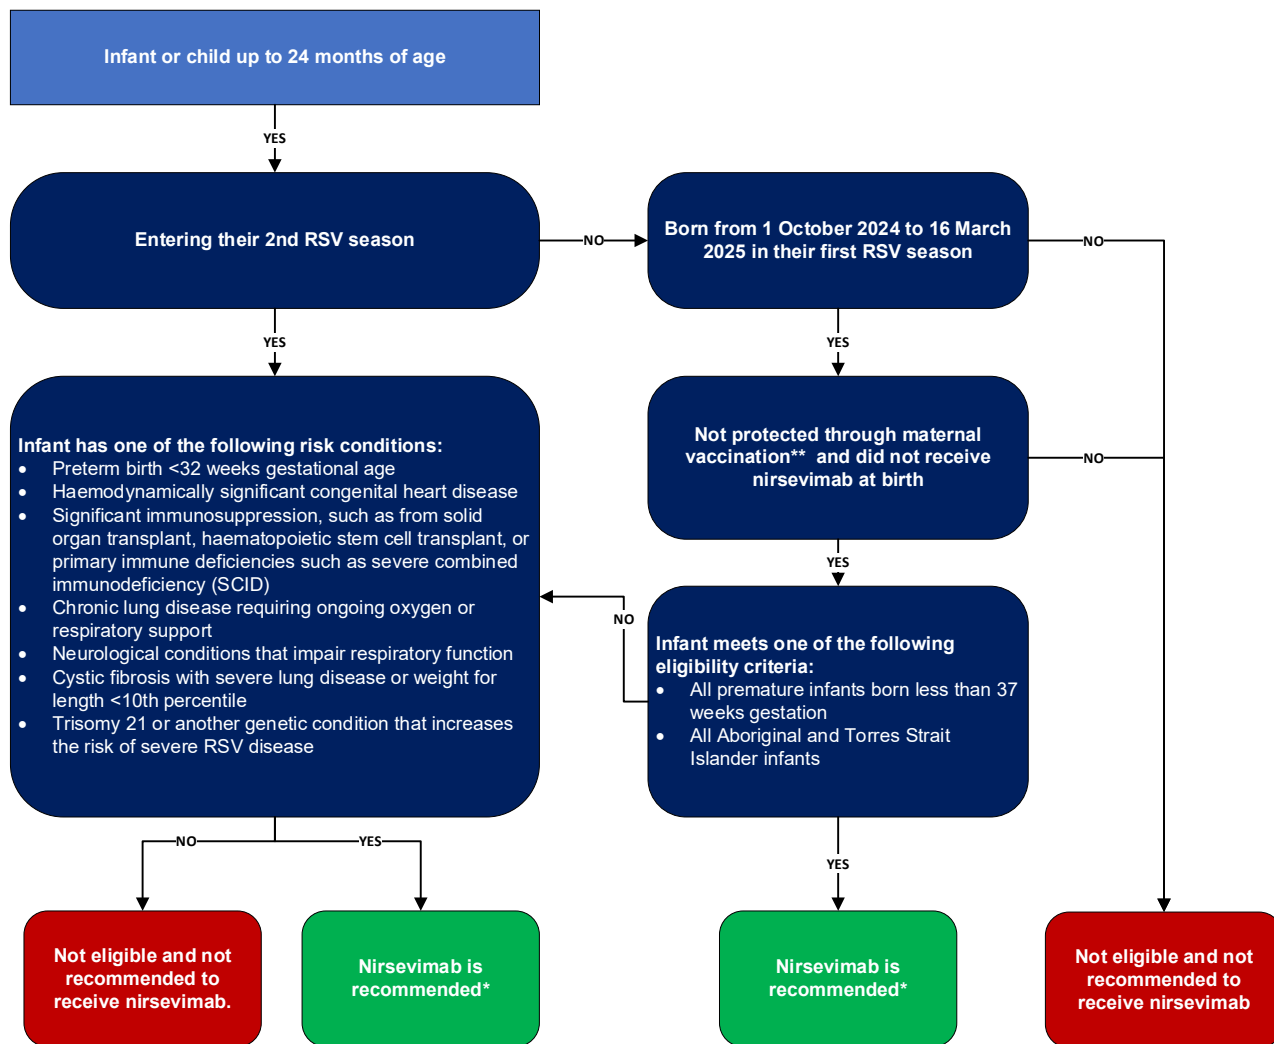 Infant or child up to 24 months of age
YES
Entering their 2nd RSV season
NO
Born from 1 October 2024 to 16 March
2025 in their first RSV season
NO
YES
YES
Infant has one of the following risk conditions:
• Preterm birth <32 weeks gestational age
• Haemodynamically significant congenital heart disease
• Significant immunosuppression, such as from solid
organ transplant, haematopoietic stem cell transplant, or
primary immune deficiencies such as severe combined
immunodeficiency (SCID)
• Chronic lung disease requiring ongoing oxygen or
respiratory support
• Neurological conditions that impair respiratory function
• Cystic fibrosis with severe lung disease or weight for
length <10th percentile
• Trisomy 21 or another genetic condition that increases
the risk of severe RSV disease
Not protected through maternal
vaccination** and did not receive
nirsevimab at birth
NO
YES
NO
Infant meets one of the following
eligibility criteria:
• All premature infants born less than 37
weeks gestation
• All Aboriginal and Torres Strait
Islander infants
NO
YES
YES
Not eligible and not
recommended to
receive nirsevimab.
Nirsevimab is
recommended*
Nirsevimab is
recommended*
Not eligible and not
recommended to
receive nirsevimab